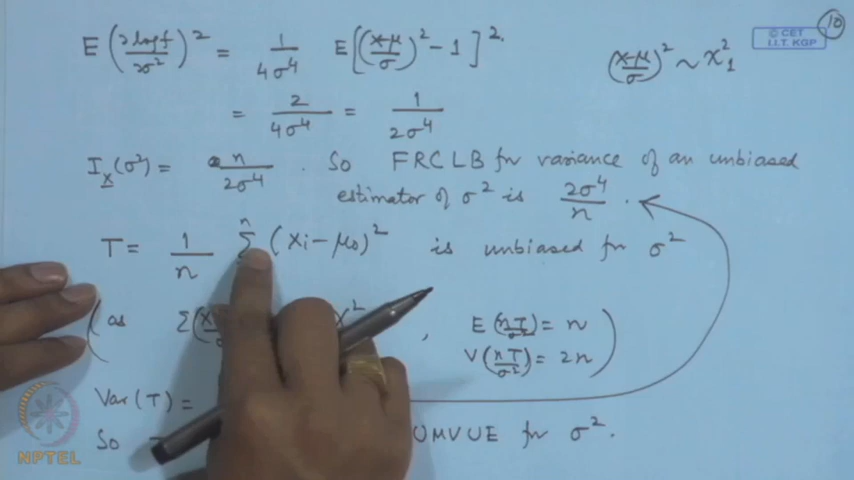 10
© CET
I.I.T. KGP
E (∂logf/∂σ²)² = 1/4σ⁴ E[(x-μ/σ)² - 1]².
(x-μ/σ)² ~ χ²₁
= 2/4σ⁴ = 1/2σ⁴
I_x(σ²) = n/2σ⁴ . So FRCLB for variance of an unbiased
estimator of σ² is 2σ⁴/n .
T = 1/n Σⁿ (xi - μ₀)² is unbiased for σ²
(as Σ( χ² , E(nT/σ²) = n
V(nT/σ²) = 2n )
Var (T) =
So UMVUE for σ².
NPTEL